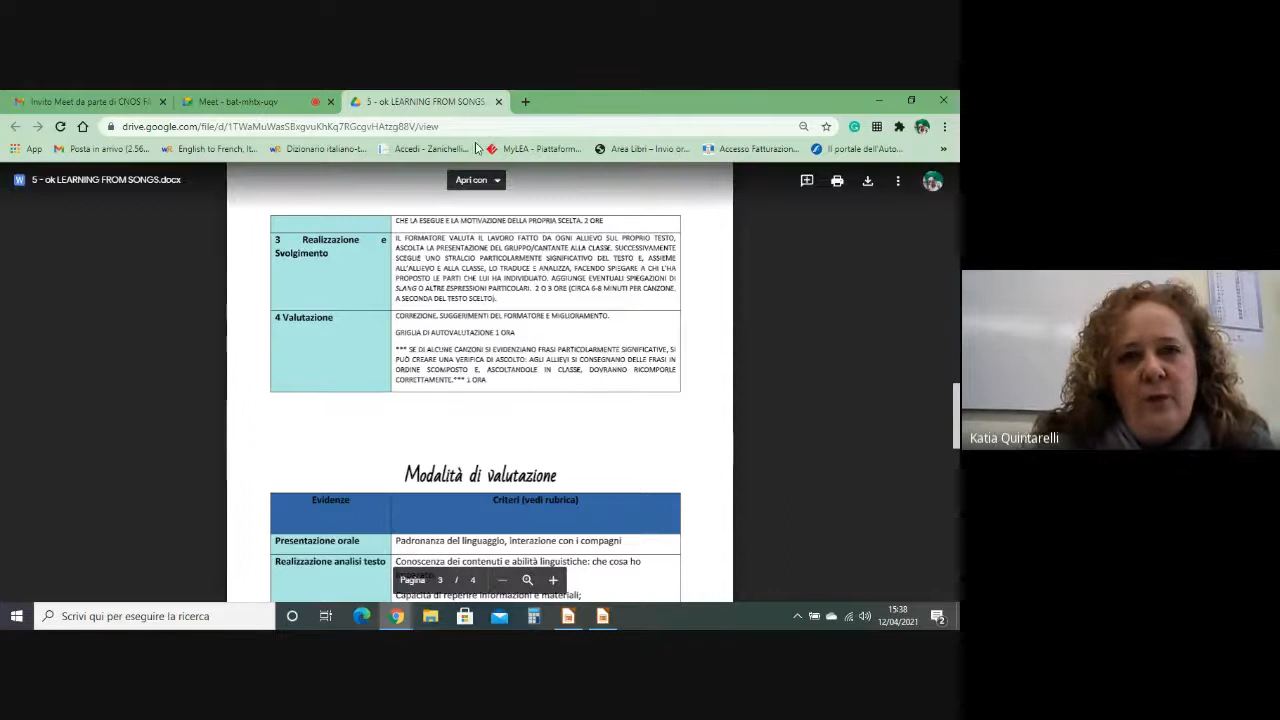 Invito Meet da parte di CNOS FA
Meet - bat-mhtx-uqv
5 - ok LEARNING FROM SONGS.
drive.google.com/file/d/1TWaMuWasSBxgvuKhKq7RGcgvHAtzg88V/view
App
Posta in arrivo (2.56...
English to French, It...
Dizionario italiano-t...
Accedi - Zanichelli...
MyLEA – Piattaform...
Area Libri – Invio or...
Accesso Fatturazion...
Il portale dell'Auto...
»
5 - ok LEARNING FROM SONGS.docx
Apri con
CHE LA ESEGUE E LA MOTIVAZIONE DELLA PROPRIA SCELTA. 2 ORE
3 Realizzazione e
Svolgimento
IL FORMATORE VALUTA IL LAVORO FATTO DA OGNI ALLIEVO SUL PROPRIO TESTO,
ASCOLTA LA PRESENTAZIONE DEL GRUPPO/CANTANTE ALLA CLASSE. SUCCESSIVAMENTE
SCEGLIE UNO STRALCIO PARTICOLARMENTE SIGNIFICATIVO DEL TESTO E, ASSIEME
ALL'ALLIEVO E ALLA CLASSE, LO TRADUCE E ANALIZZA, FACENDO SPIEGARE A CHI L'HA
PROPOSTO LE PARTI CHE LUI HA INDIVIDUATO. AGGIUNGE EVENTUALI SPIEGAZIONI DI
SLANG O ALTRE ESPRESSIONI PARTICOLARI. 2 O 3 ORE (CIRCA 6-8 MINUTI PER CANZONE,
A SECONDA DEL TESTO SCELTO).
4 Valutazione
CORREZIONE, SUGGERIMENTI DEL FORMATORE E MIGLIORAMENTO.
GRIGLIA DI AUTOVALUTAZIONE 1 ORA
*** SE DI ALCUNE CANZONI SI EVIDENZIANO FRASI PARTICOLARMENTE SIGNIFICATIVE, SI
PUÒ CREARE UNA VERIFICA DI ASCOLTO: AGLI ALLIEVI SI CONSEGNANO DELLE FRASI IN
ORDINE SCOMPOSTO E, ASCOLTANDOLE IN CLASSE, DOVRANNO RICOMPORLE
CORRETTAMENTE.*** 1 ORA
Modalità di valutazione
Evidenze
Criteri (vedi rubrica)
Presentazione orale
Padronanza del linguaggio, interazione con i compagni
Realizzazione analisi testo
Conoscenza dei contenuti e abilità linguistiche: che cosa ho
Pagina 3 / 4
Capacità di reperire informazioni e materiali;
Scrivi qui per eseguire la ricerca
15:38
12/04/2021
2
Katia Quintarelli